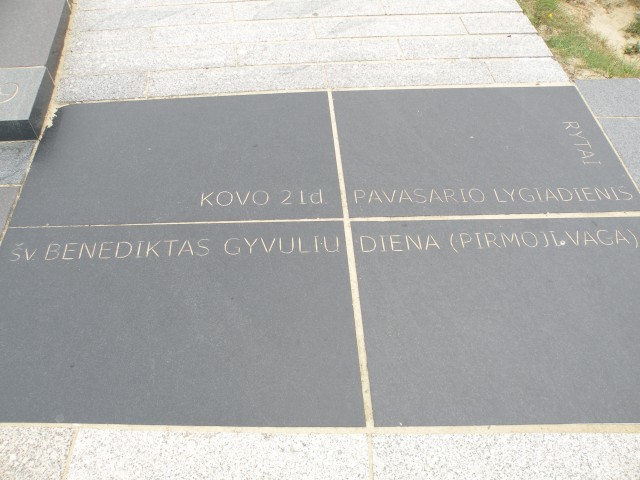 RYTAI
KOVO 21d. PAVASARIO LYGIADIENIS
šv BENEDIKTAS GYVULIU DIENA (PIRMOJI VAGA)